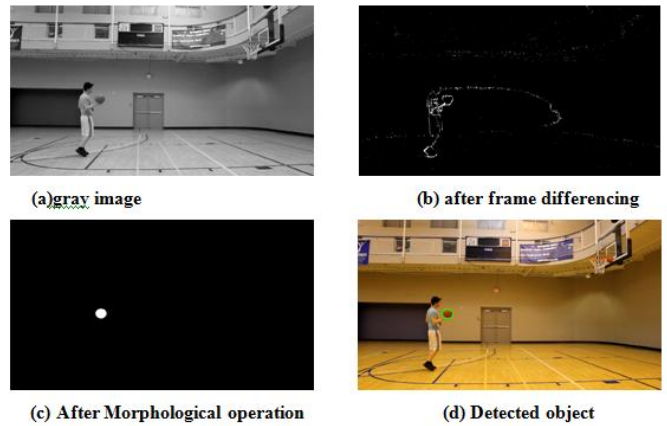 (a)gray image
(b) after frame differencing
(c) After Morphological operation
(d) Detected object